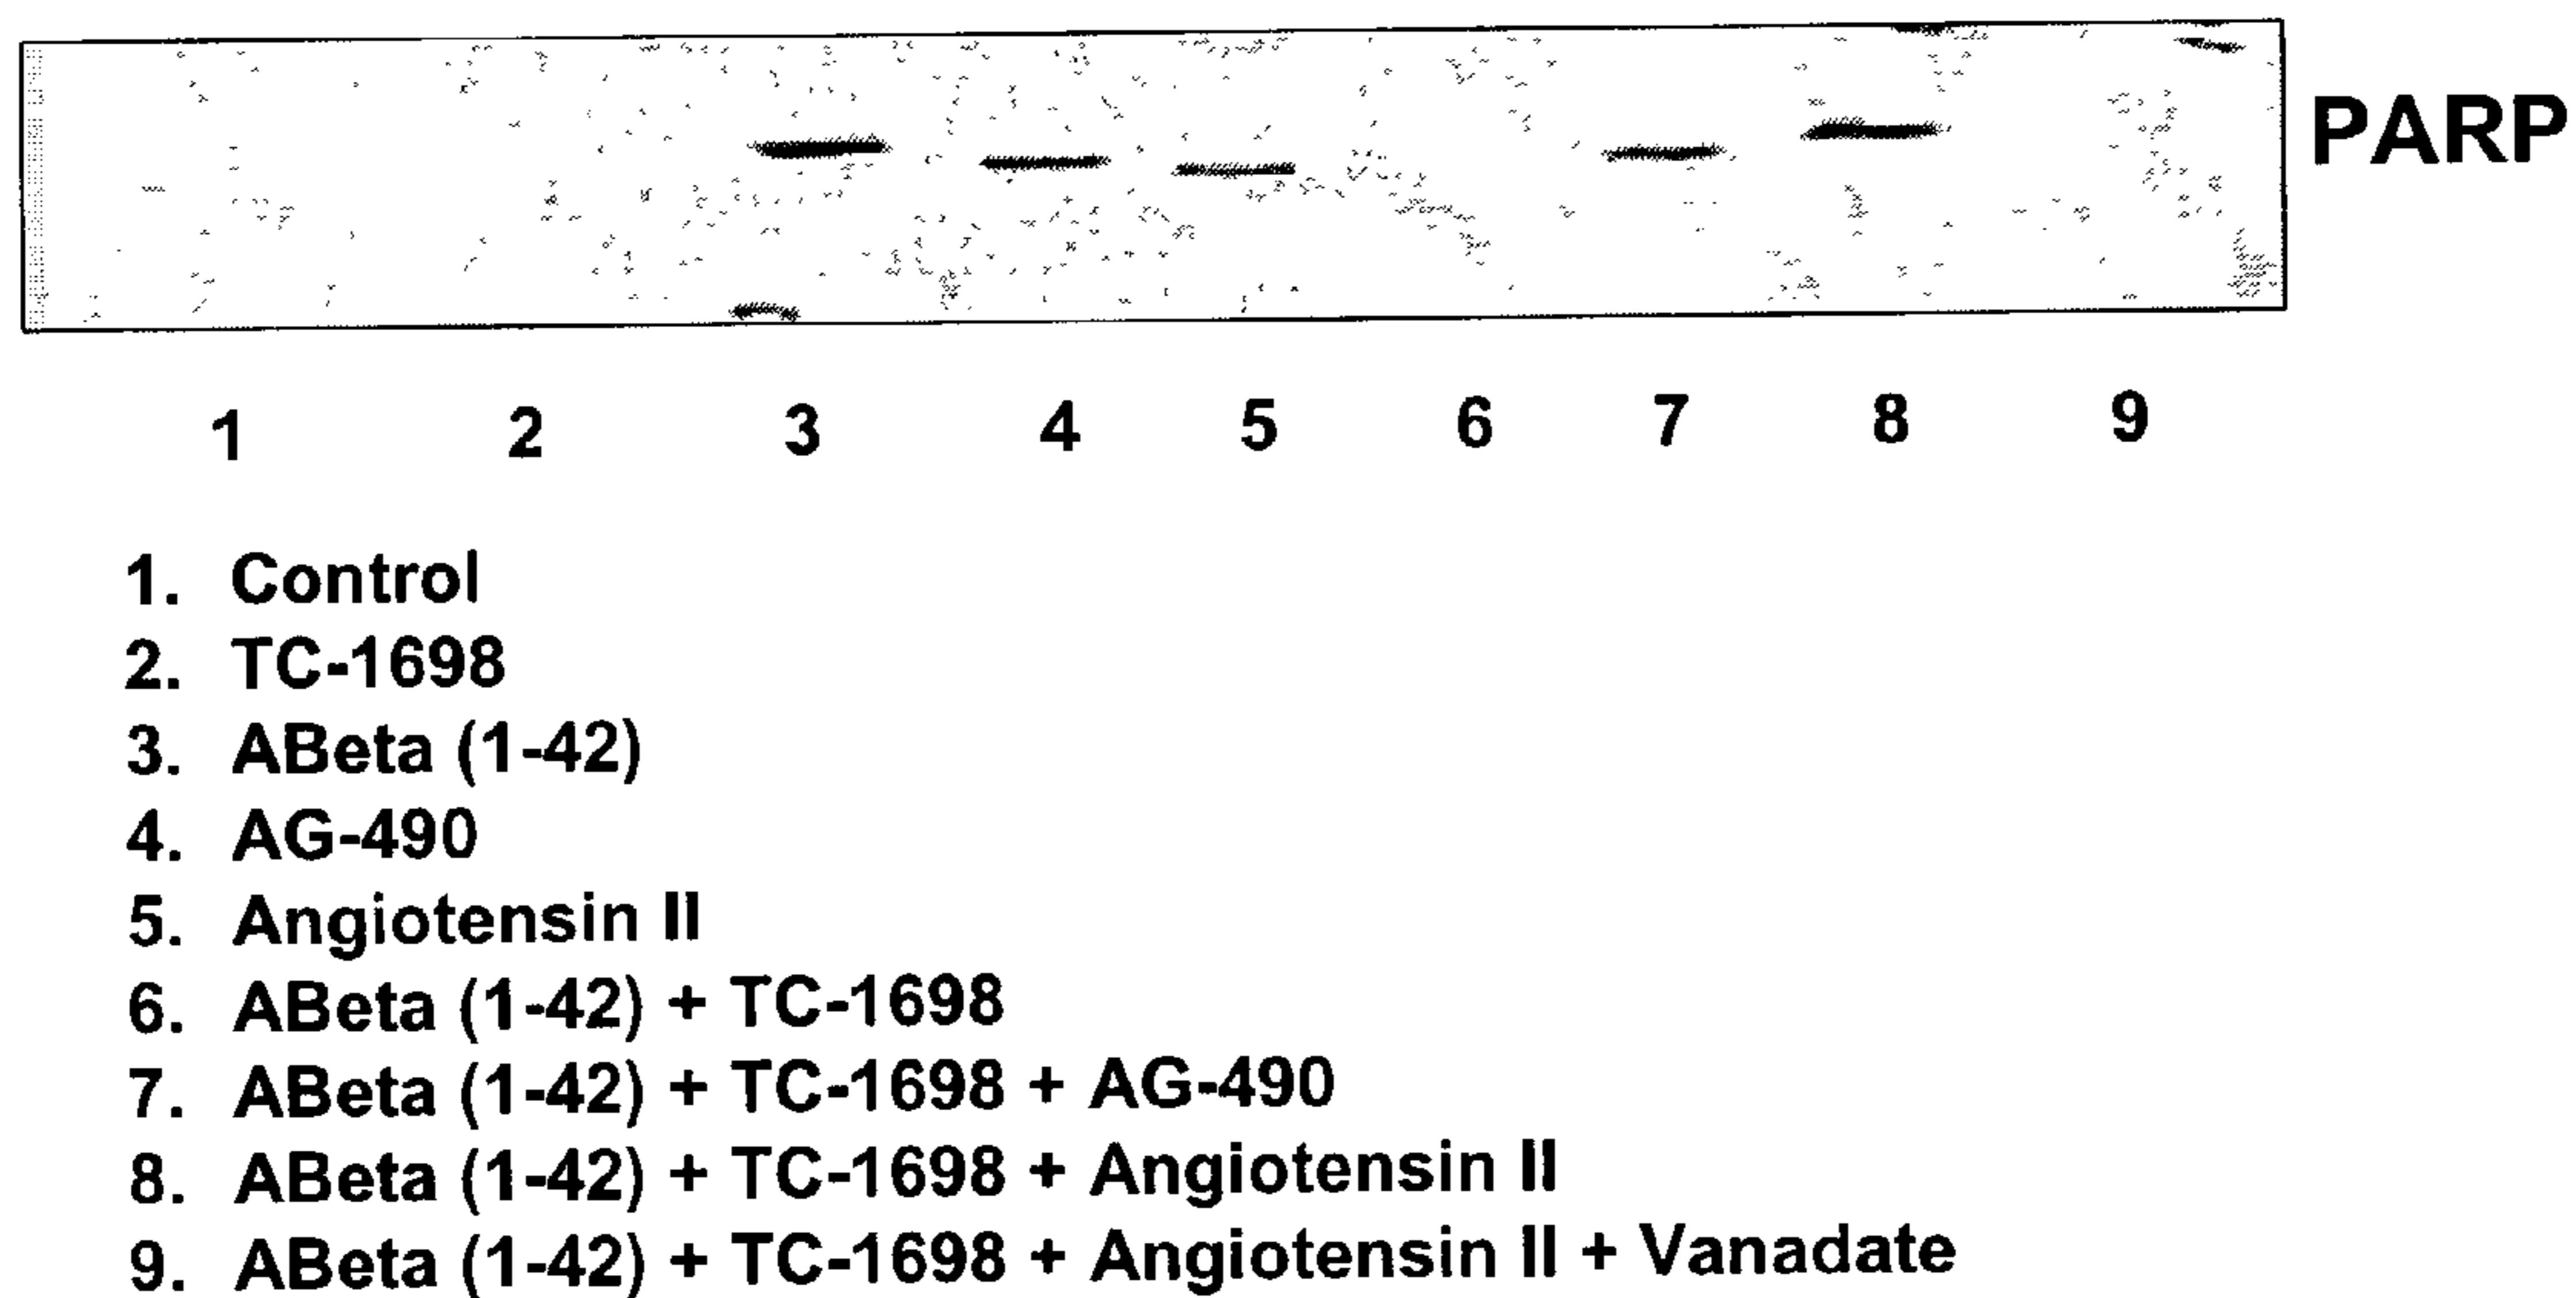 PARP
1 2 3 4 5 6 7 8 9
1. Control
2. TC-1698
3. ABeta (1-42)
4. AG-490
5. Angiotensin II
6. ABeta (1-42) + TC-1698
7. ABeta (1-42) + TC-1698 + AG-490
8. ABeta (1-42) + TC-1698 + Angiotensin II
9. ABeta (1-42) + TC-1698 + Angiotensin II + Vanadate